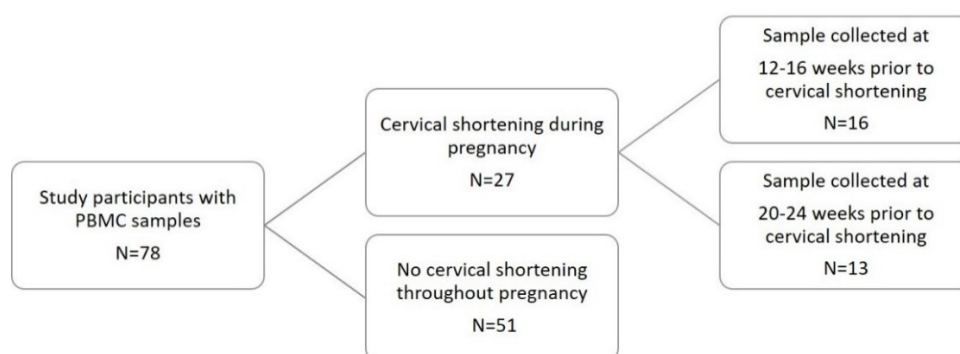 Study participants with
PBMC samples
N=78
Cervical shortening during
pregnancy
N=27
No cervical shortening
throughout pregnancy
N=51
Sample collected at
12-16 weeks prior to
cervical shortening
N=16
Sample collected at
20-24 weeks prior to
cervical shortening
N=13